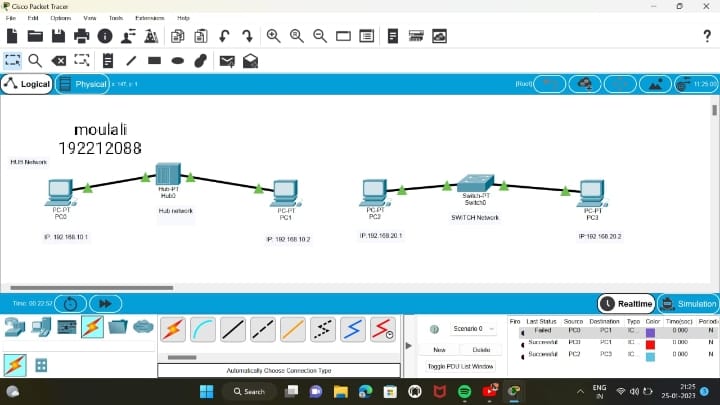 Cisco Packet Tracer
File Edit Options View Tools Extensions Help
?
Logical Physical x: 147, y: 1 [Root] 11:25:00
moulali
192212088
HUB Network
Hub-PT
Hub0
Hub network
PC-PT
PC0
PC-PT
PC1
IP: 192.168.10.1
IP: 192.168.10.2
Switch-PT
Switch0
SWITCH Network
PC-PT
PC2
PC-PT
PC3
IP:192.168.20.1
IP:192.168.20.2
Time: 00:22:52
Realtime Simulation
Scenario 0
New Delete
Toggle PDU List Window
Automatically Choose Connection Type
Fire Last Status Source Destination Type Color Time(sec) Periodi
Failed PC0 PC1 IC... 0.000 N
Successful PC0 PC1 IC... 0.000 N
Successful PC2 PC3 IC... 0.000 N
Search
ENG
IN
21:25
25-01-2023